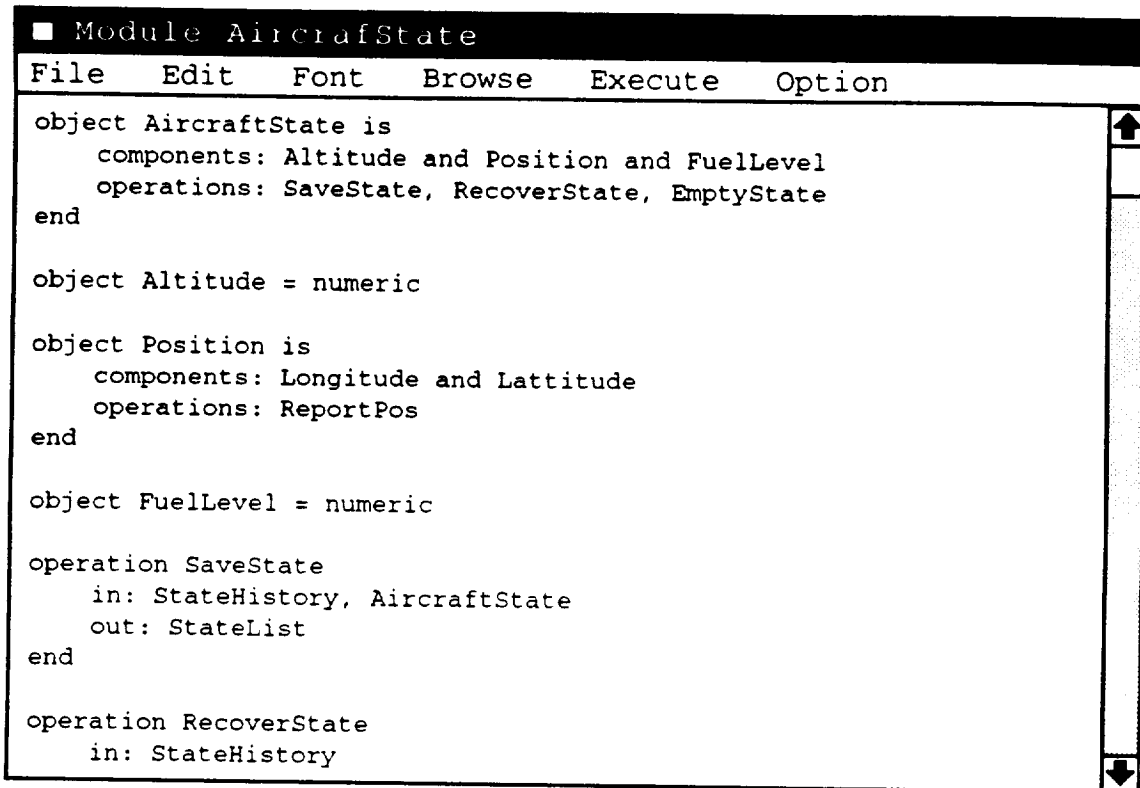 Module AircrafState
File Edit Font Browse Execute Option
object AircraftState is
components: Altitude and Position and FuelLevel
operations: SaveState, RecoverState, EmptyState
end
object Altitude = numeric
object Position is
components: Longitude and Lattitude
operations: ReportPos
end
object FuelLevel = numeric
operation SaveState
in: StateHistory, AircraftState
out: StateList
end
operation RecoverState
in: StateHistory